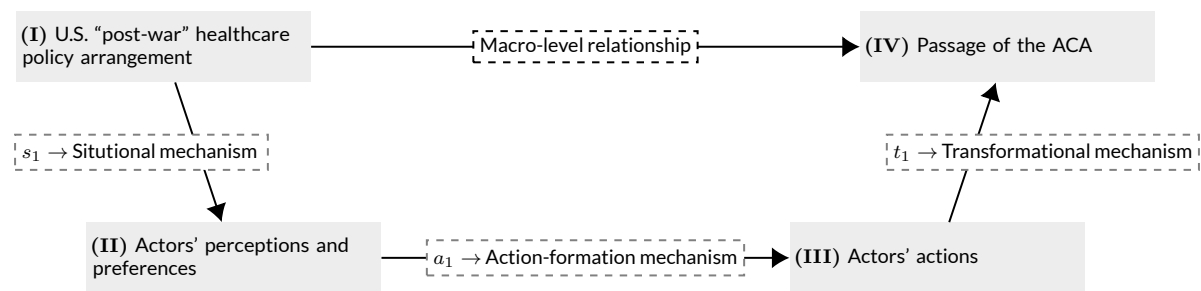 (I) U.S. “post-war” healthcare
policy arrangement
Macro-level relationship
(IV) Passage of the ACA
s₁ → Situtional mechanism
t₁ → Transformational mechanism
(II) Actors’ perceptions and
preferences
a₁ → Action-formation mechanism
(III) Actors’ actions